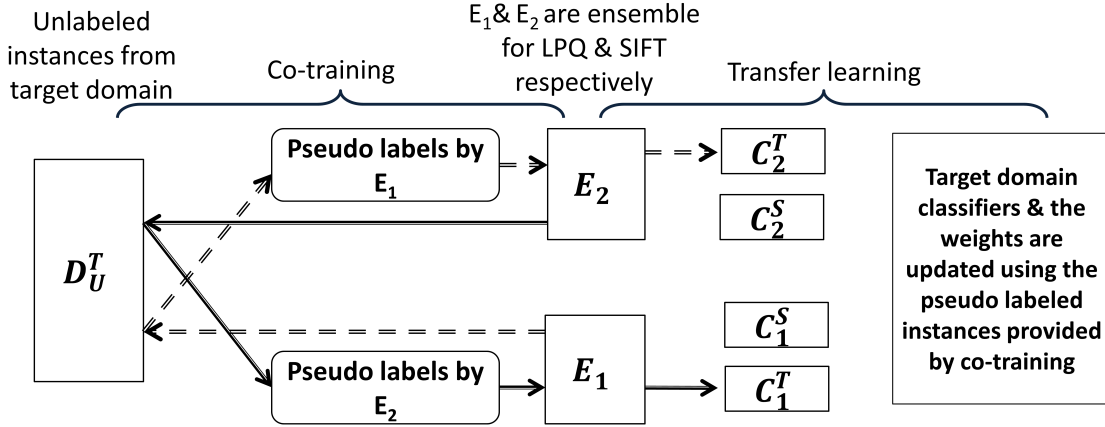 Unlabeled
instances from
target domain
Co-training
E₁& E₂ are ensemble
for LPQ & SIFT
respectively
Transfer learning
Pseudo labels by
E₁
E₂
C₂ᵀ
C₂ˢ
D_Uᵀ
Target domain
classifiers & the
weights are
updated using the
pseudo labeled
instances provided
by co-training
C₁ˢ
Pseudo labels by
E₂
E₁
C₁ᵀ